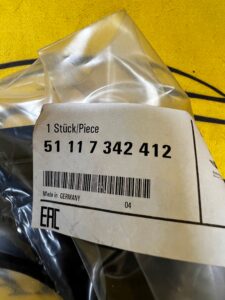 1 Stück/Piece
51 11 7 342 412
Made in GERMANY
04
EAC